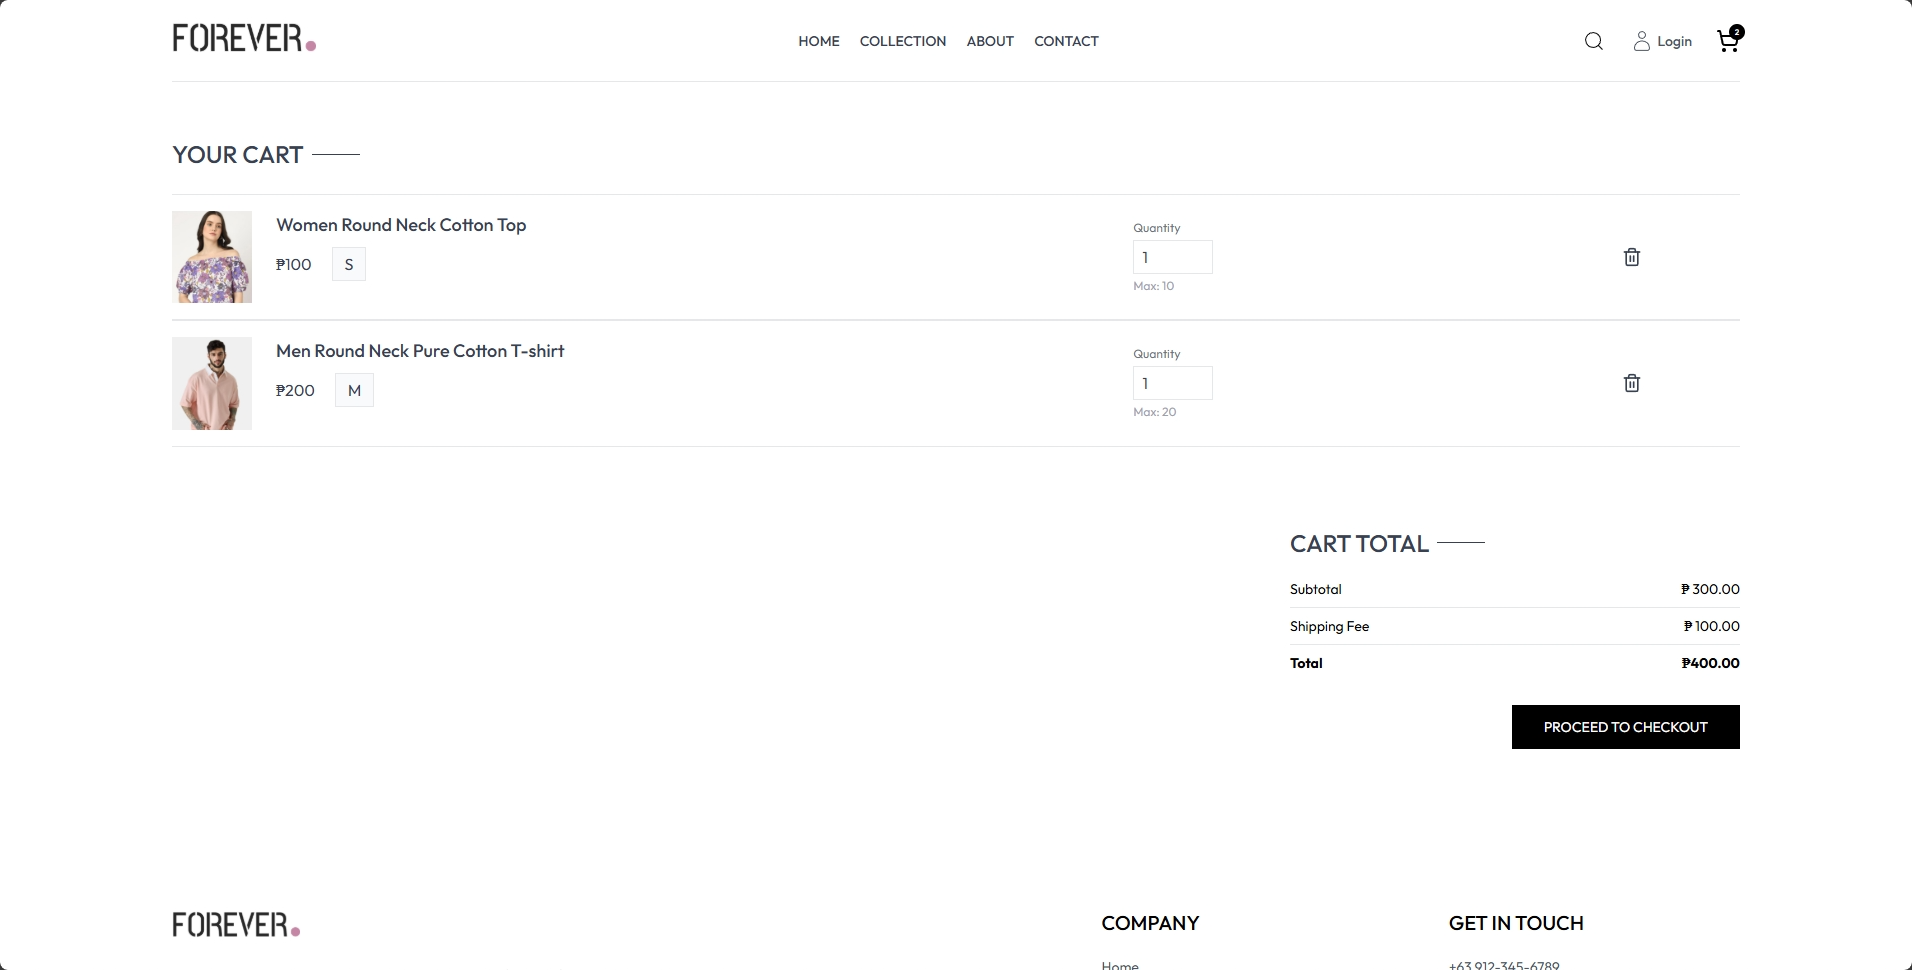 FOREVER.
HOME COLLECTION ABOUT CONTACT
Login
2
YOUR CART
Women Round Neck Cotton Top
₱100 S
Quantity
1
Max: 10
Men Round Neck Pure Cotton T-shirt
₱200 M
Quantity
1
Max: 20
CART TOTAL
Subtotal ₱ 300.00
Shipping Fee ₱ 100.00
Total ₱400.00
PROCEED TO CHECKOUT
FOREVER.
COMPANY
Home
GET IN TOUCH
+63 912-345-6789